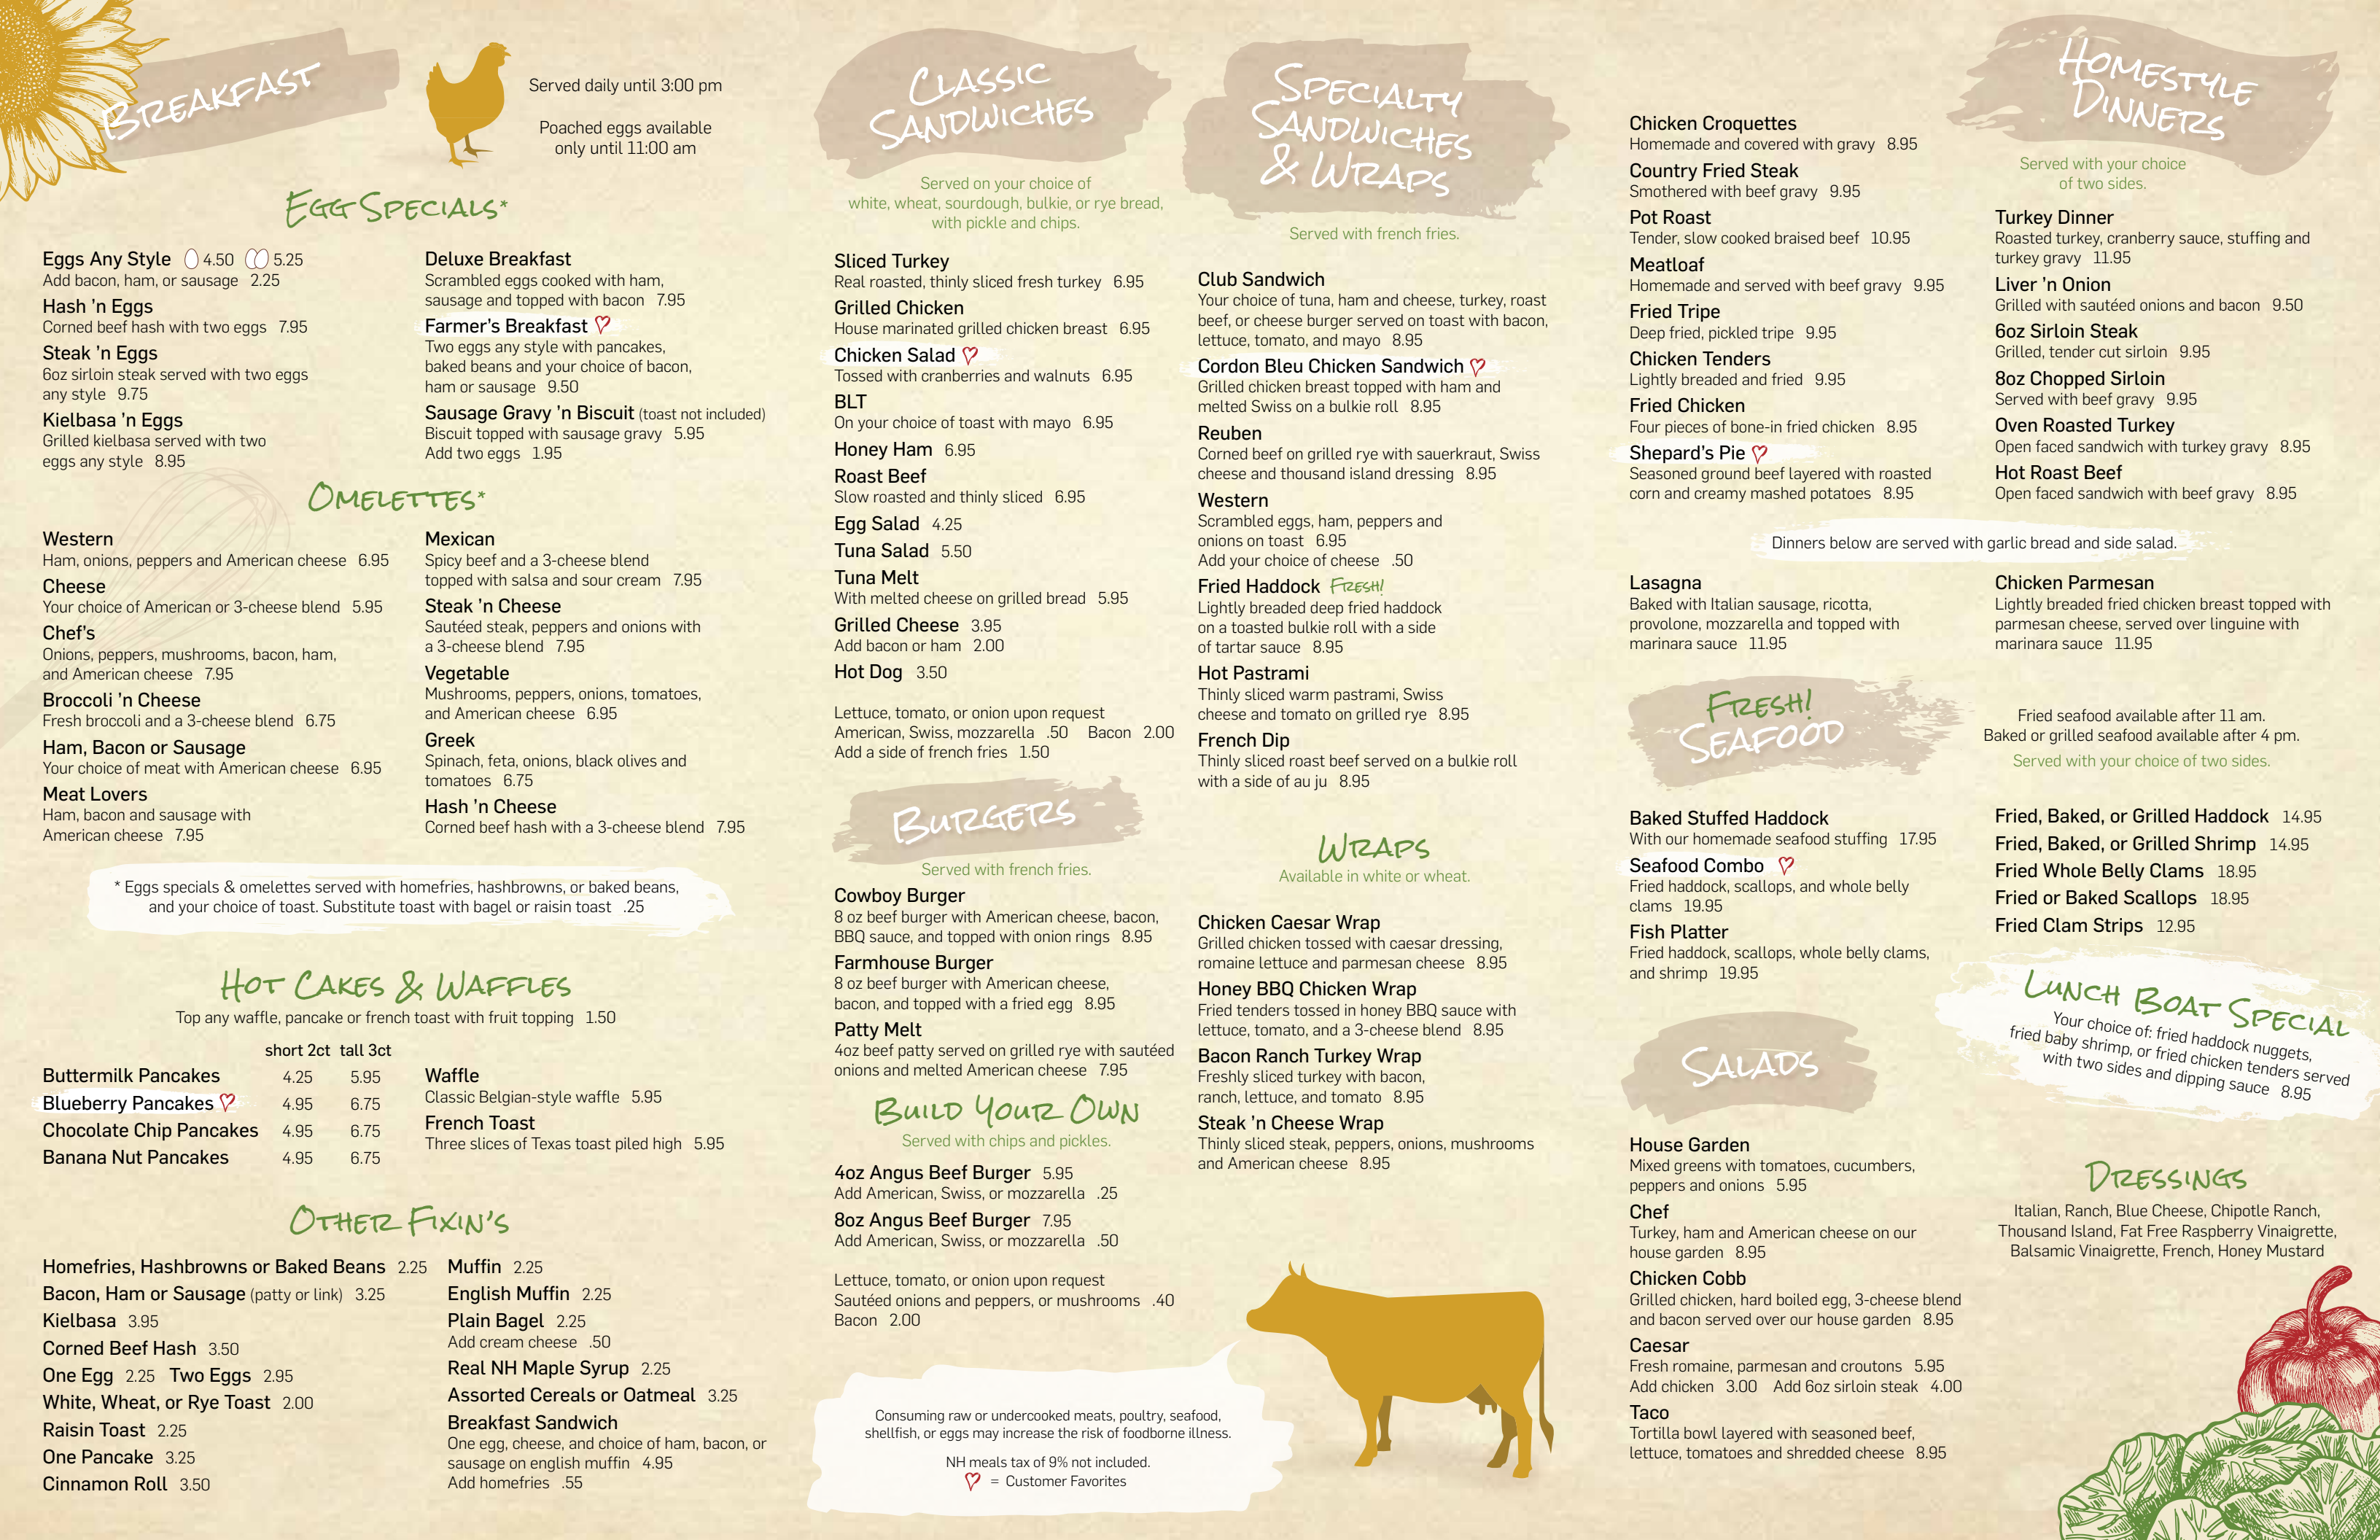 BREAKFAST
Served daily until 3:00 pm
Poached eggs available
only until 11:00 am
EGG SPECIALS*
Eggs Any Style 4.50 5.25
Add bacon, ham, or sausage 2.25
Hash 'n Eggs
Corned beef hash with two eggs 7.95
Steak 'n Eggs
6oz sirloin steak served with two eggs
any style 9.75
Kielbasa 'n Eggs
Grilled kielbasa served with two
eggs any style 8.95
Deluxe Breakfast
Scrambled eggs cooked with ham,
sausage and topped with bacon 7.95
Farmer's Breakfast
Two eggs any style with pancakes,
baked beans and your choice of bacon,
ham or sausage 9.50
Sausage Gravy 'n Biscuit (toast not included)
Biscuit topped with sausage gravy 5.95
Add two eggs 1.95
OMELETTES*
Western
Ham, onions, peppers and American cheese 6.95
Cheese
Your choice of American or 3-cheese blend 5.95
Chef's
Onions, peppers, mushrooms, bacon, ham,
and American cheese 7.95
Broccoli 'n Cheese
Fresh broccoli and a 3-cheese blend 6.75
Ham, Bacon or Sausage
Your choice of meat with American cheese 6.95
Meat Lovers
Ham, bacon and sausage with
American cheese 7.95
Mexican
Spicy beef and a 3-cheese blend
topped with salsa and sour cream 7.95
Steak 'n Cheese
Sautéed steak, peppers and onions with
a 3-cheese blend 7.95
Vegetable
Mushrooms, peppers, onions, tomatoes,
and American cheese 6.95
Greek
Spinach, feta, onions, black olives and
tomatoes 6.75
Hash 'n Cheese
Corned beef hash with a 3-cheese blend 7.95
* Eggs specials & omelettes served with homefries, hashbrowns, or baked beans,
and your choice of toast. Substitute toast with bagel or raisin toast .25
HOT CAKES & WAFFLES
Top any waffle, pancake or french toast with fruit topping 1.50
short 2ct tall 3ct
Buttermilk Pancakes 4.25 5.95
Blueberry Pancakes 4.95 6.75
Chocolate Chip Pancakes 4.95 6.75
Banana Nut Pancakes 4.95 6.75
Waffle
Classic Belgian-style waffle 5.95
French Toast
Three slices of Texas toast piled high 5.95
OTHER FIXIN'S
Homefries, Hashbrowns or Baked Beans 2.25
Bacon, Ham or Sausage (patty or link) 3.25
Kielbasa 3.95
Corned Beef Hash 3.50
One Egg 2.25 Two Eggs 2.95
White, Wheat, or Rye Toast 2.00
Raisin Toast 2.25
One Pancake 3.25
Cinnamon Roll 3.50
Muffin 2.25
English Muffin 2.25
Plain Bagel 2.25
Add cream cheese .50
Real NH Maple Syrup 2.25
Assorted Cereals or Oatmeal 3.25
Breakfast Sandwich
One egg, cheese, and choice of ham, bacon, or
sausage on english muffin 4.95
Add homefries .55
CLASSIC
SANDWICHES
Served on your choice of
white, wheat, sourdough, bulkie, or rye bread,
with pickle and chips.
Sliced Turkey
Real roasted, thinly sliced fresh turkey 6.95
Grilled Chicken
House marinated grilled chicken breast 6.95
Chicken Salad
Tossed with cranberries and walnuts 6.95
BLT
On your choice of toast with mayo 6.95
Honey Ham 6.95
Roast Beef
Slow roasted and thinly sliced 6.95
Egg Salad 4.25
Tuna Salad 5.50
Tuna Melt
With melted cheese on grilled bread 5.95
Grilled Cheese 3.95
Add bacon or ham 2.00
Hot Dog 3.50
Lettuce, tomato, or onion upon request
American, Swiss, mozzarella .50 Bacon 2.00
Add a side of french fries 1.50
BURGERS
Served with french fries.
Cowboy Burger
8 oz beef burger with American cheese, bacon,
BBQ sauce, and topped with onion rings 8.95
Farmhouse Burger
8 oz beef burger with American cheese,
bacon, and topped with a fried egg 8.95
Patty Melt
4oz beef patty served on grilled rye with sautéed
onions and melted American cheese 7.95
BUILD YOUR OWN
Served with chips and pickles.
4oz Angus Beef Burger 5.95
Add American, Swiss, or mozzarella .25
8oz Angus Beef Burger 7.95
Add American, Swiss, or mozzarella .50
Lettuce, tomato, or onion upon request
Sautéed onions and peppers, or mushrooms .40
Bacon 2.00
Consuming raw or undercooked meats, poultry, seafood,
shellfish, or eggs may increase the risk of foodborne illness.
NH meals tax of 9% not included.
= Customer Favorites
SPECIALTY
SANDWICHES
& WRAPS
Served with french fries.
Club Sandwich
Your choice of tuna, ham and cheese, turkey, roast
beef, or cheese burger served on toast with bacon,
lettuce, tomato, and mayo 8.95
Cordon Bleu Chicken Sandwich
Grilled chicken breast topped with ham and
melted Swiss on a bulkie roll 8.95
Reuben
Corned beef on grilled rye with sauerkraut, Swiss
cheese and thousand island dressing 8.95
Western
Scrambled eggs, ham, peppers and
onions on toast 6.95
Add your choice of cheese .50
Fried Haddock FRESH!
Lightly breaded deep fried haddock
on a toasted bulkie roll with a side
of tartar sauce 8.95
Hot Pastrami
Thinly sliced warm pastrami, Swiss
cheese and tomato on grilled rye 8.95
French Dip
Thinly sliced roast beef served on a bulkie roll
with a side of au ju 8.95
WRAPS
Available in white or wheat.
Chicken Caesar Wrap
Grilled chicken tossed with caesar dressing,
romaine lettuce and parmesan cheese 8.95
Honey BBQ Chicken Wrap
Fried tenders tossed in honey BBQ sauce with
lettuce, tomato, and a 3-cheese blend 8.95
Bacon Ranch Turkey Wrap
Freshly sliced turkey with bacon,
ranch, lettuce, and tomato 8.95
Steak 'n Cheese Wrap
Thinly sliced steak, peppers, onions, mushrooms
and American cheese 8.95
HOMESTYLE
DINNERS
Served with your choice
of two sides.
Chicken Croquettes
Homemade and covered with gravy 8.95
Country Fried Steak
Smothered with beef gravy 9.95
Pot Roast
Tender, slow cooked braised beef 10.95
Meatloaf
Homemade and served with beef gravy 9.95
Fried Tripe
Deep fried, pickled tripe 9.95
Chicken Tenders
Lightly breaded and fried 9.95
Fried Chicken
Four pieces of bone-in fried chicken 8.95
Shepard's Pie
Seasoned ground beef layered with roasted
corn and creamy mashed potatoes 8.95
Turkey Dinner
Roasted turkey, cranberry sauce, stuffing and
turkey gravy 11.95
Liver 'n Onion
Grilled with sautéed onions and bacon 9.50
6oz Sirloin Steak
Grilled, tender cut sirloin 9.95
8oz Chopped Sirloin
Served with beef gravy 9.95
Oven Roasted Turkey
Open faced sandwich with turkey gravy 8.95
Hot Roast Beef
Open faced sandwich with beef gravy 8.95
Dinners below are served with garlic bread and side salad.
Lasagna
Baked with Italian sausage, ricotta,
provolone, mozzarella and topped with
marinara sauce 11.95
Chicken Parmesan
Lightly breaded fried chicken breast topped with
parmesan cheese, served over linguine with
marinara sauce 11.95
FRESH!
SEAFOOD
Fried seafood available after 11 am.
Baked or grilled seafood available after 4 pm.
Served with your choice of two sides.
Baked Stuffed Haddock
With our homemade seafood stuffing 17.95
Seafood Combo
Fried haddock, scallops, and whole belly
clams 19.95
Fish Platter
Fried haddock, scallops, whole belly clams,
and shrimp 19.95
Fried, Baked, or Grilled Haddock 14.95
Fried, Baked, or Grilled Shrimp 14.95
Fried Whole Belly Clams 18.95
Fried or Baked Scallops 18.95
Fried Clam Strips 12.95
LUNCH BOAT SPECIAL
Your choice of: fried haddock nuggets,
fried baby shrimp, or fried chicken tenders served
with two sides and dipping sauce 8.95
SALADS
House Garden
Mixed greens with tomatoes, cucumbers,
peppers and onions 5.95
Chef
Turkey, ham and American cheese on our
house garden 8.95
Chicken Cobb
Grilled chicken, hard boiled egg, 3-cheese blend
and bacon served over our house garden 8.95
Caesar
Fresh romaine, parmesan and croutons 5.95
Add chicken 3.00 Add 6oz sirloin steak 4.00
Taco
Tortilla bowl layered with seasoned beef,
lettuce, tomatoes and shredded cheese 8.95
DRESSINGS
Italian, Ranch, Blue Cheese, Chipotle Ranch,
Thousand Island, Fat Free Raspberry Vinaigrette,
Balsamic Vinaigrette, French, Honey Mustard